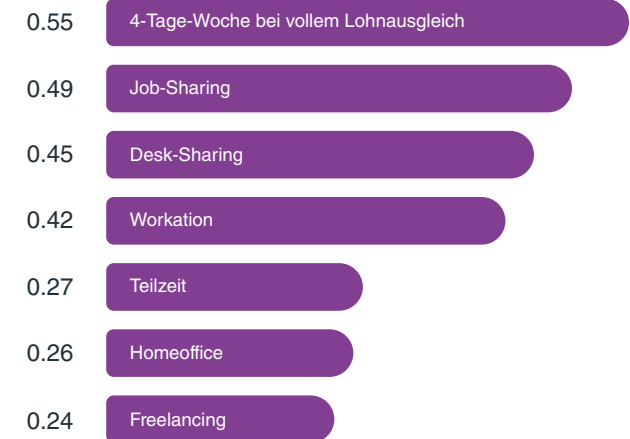 0.55 4-Tage-Woche bei vollem Lohnausgleich
0.49 Job-Sharing
0.45 Desk-Sharing
0.42 Workation
0.27 Teilzeit
0.26 Homeoffice
0.24 Freelancing